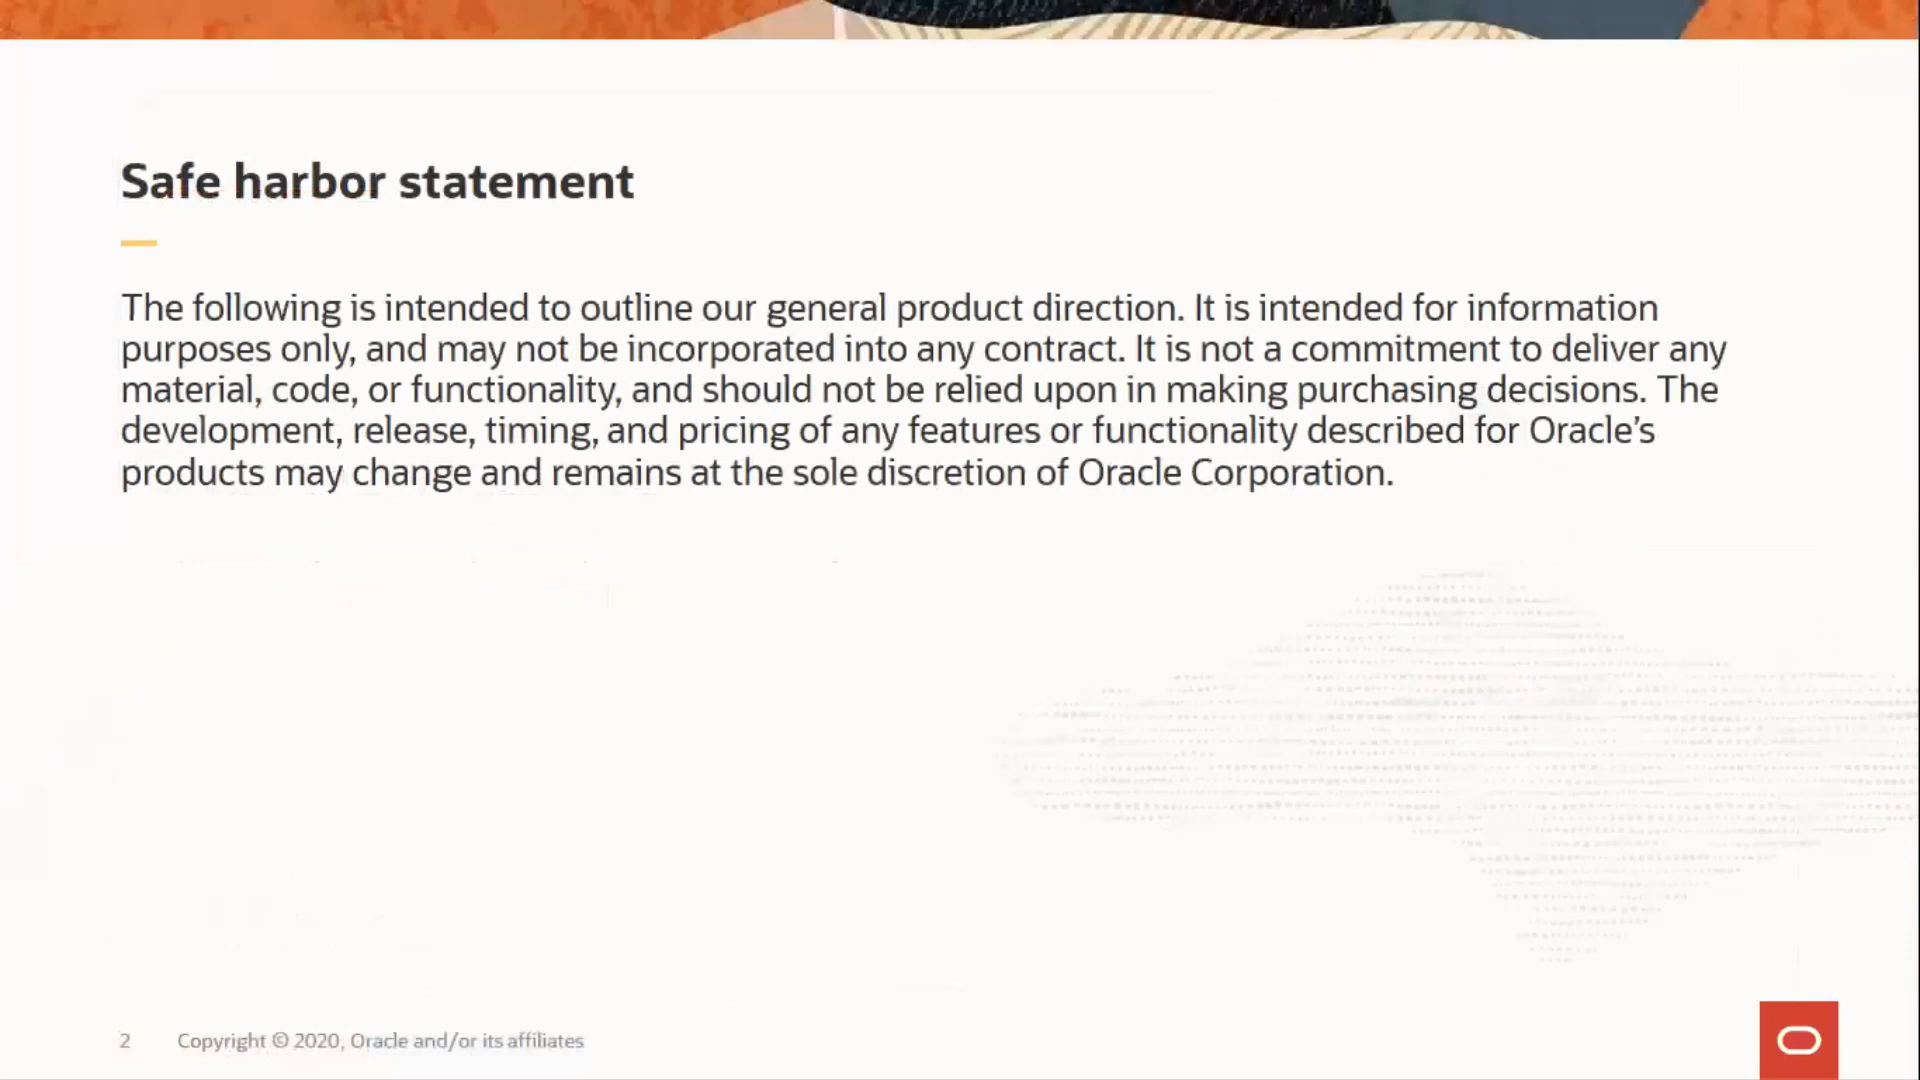 Safe harbor statement
The following is intended to outline our general product direction. It is intended for information
purposes only, and may not be incorporated into any contract. It is not a commitment to deliver any
material, code, or functionality, and should not be relied upon in making purchasing decisions. The
development, release, timing, and pricing of any features or functionality described for Oracle’s
products may change and remains at the sole discretion of Oracle Corporation.
2 Copyright © 2020, Oracle and/or its affiliates